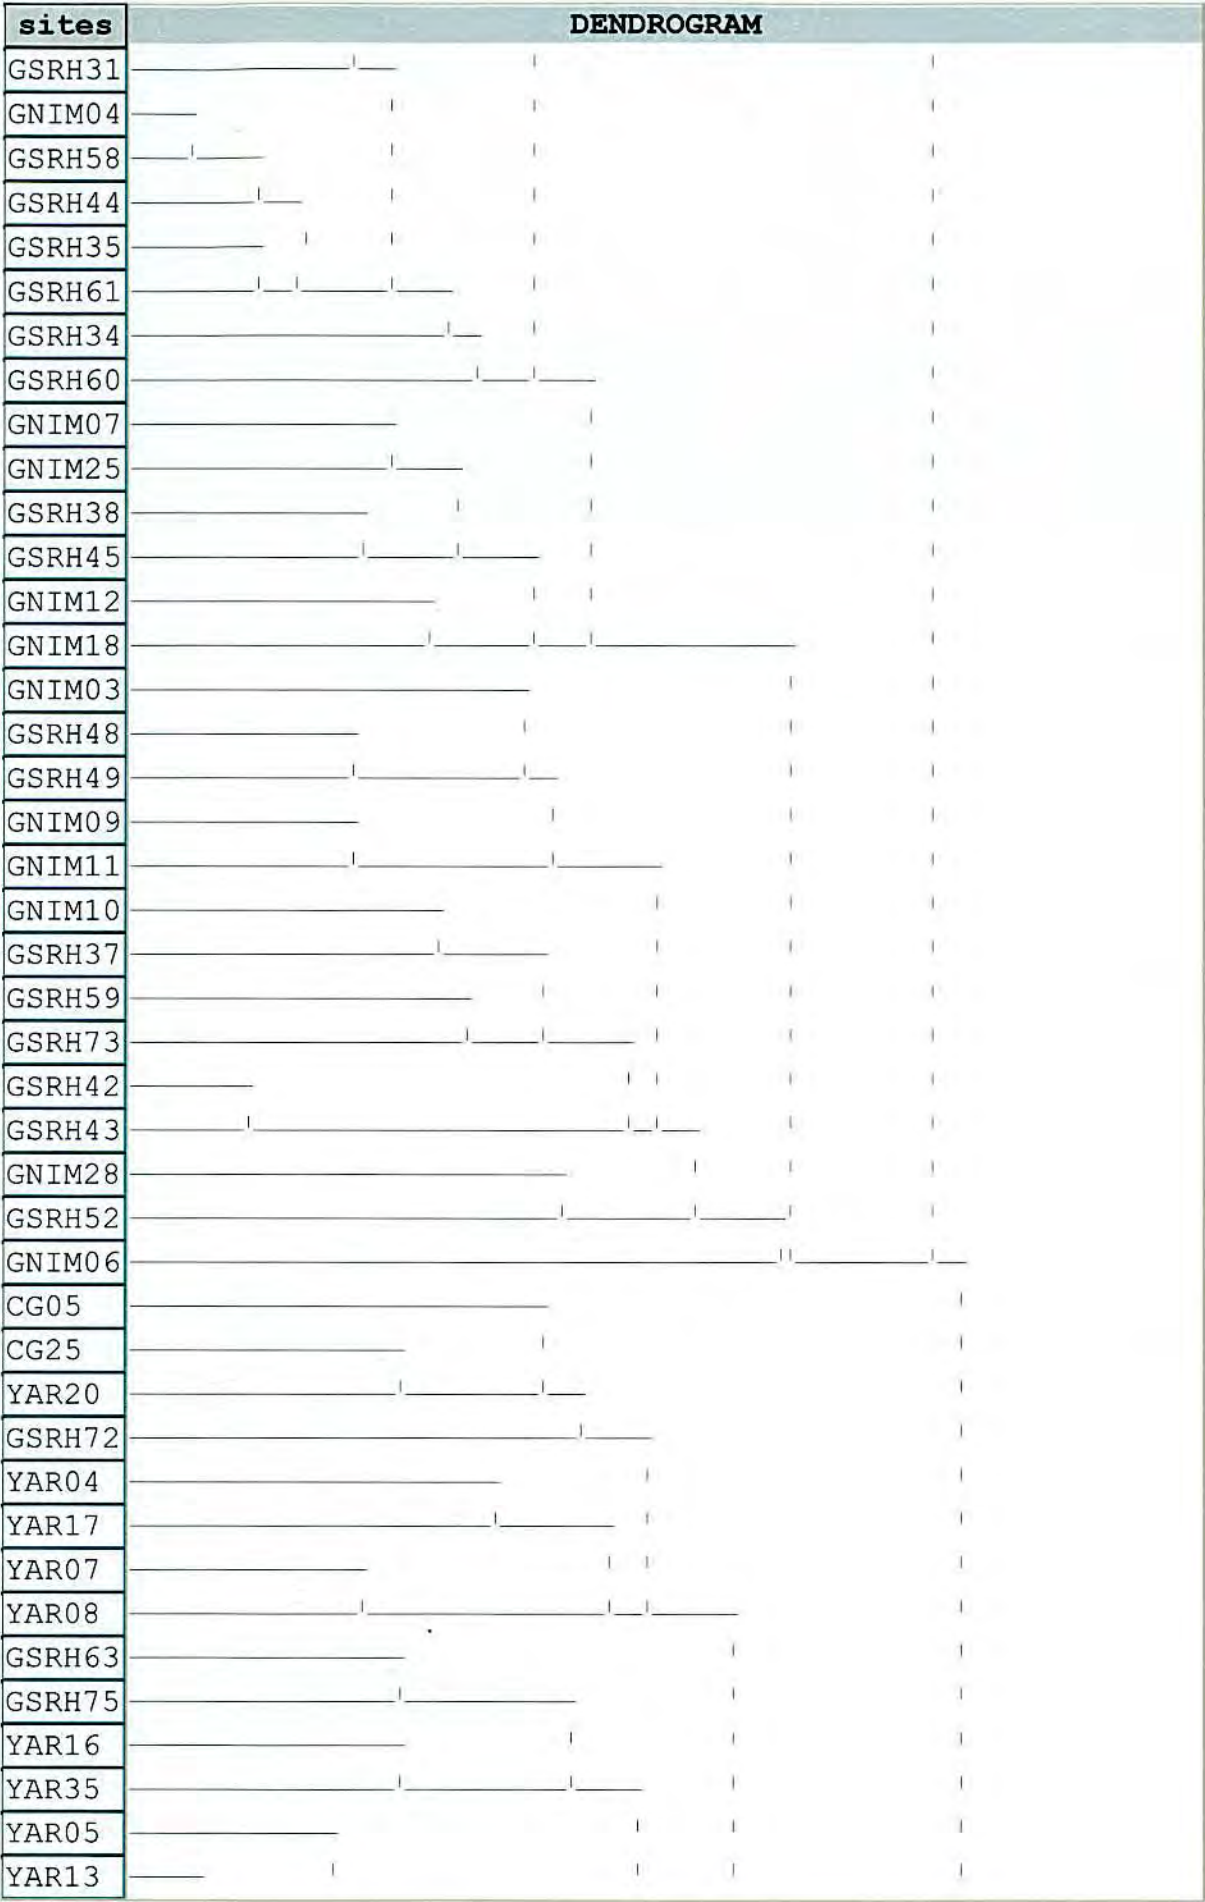 sites DENDROGRAM
GSRH31
GNIM04
GSRH58
GSRH44
GSRH35
GSRH61
GSRH34
GSRH60
GNIM07
GNIM25
GSRH38
GSRH45
GNIM12
GNIM18
GNIM03
GSRH48
GSRH49
GNIM09
GNIM11
GNIM10
GSRH37
GSRH59
GSRH73
GSRH42
GSRH43
GNIM28
GSRH52
GNIM06
CG05
CG25
YAR20
GSRH72
YAR04
YAR17
YAR07
YAR08
GSRH63
GSRH75
YAR16
YAR35
YAR05
YAR13